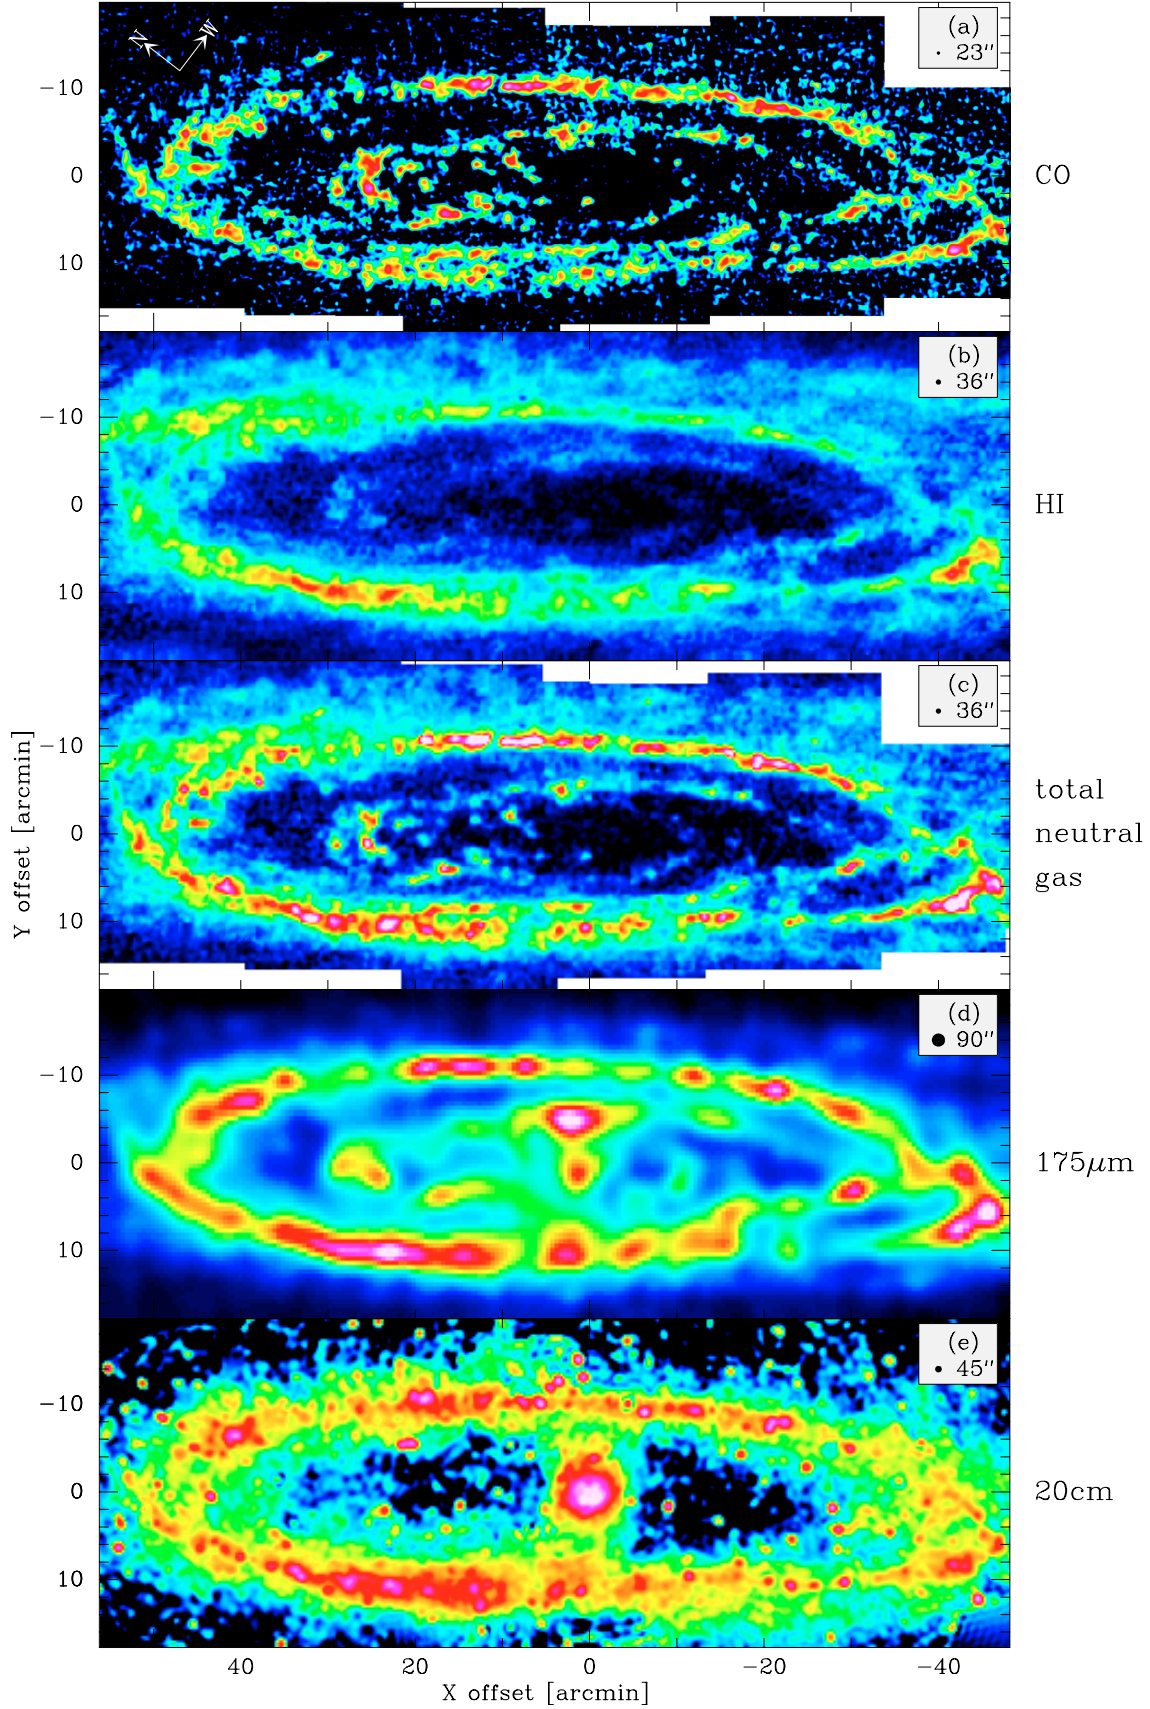 N W
(a)
23″
−10
0
10
CO
(b)
36″
−10
0
10
HI
(c)
36″
−10
0
10
total
neutral
gas
Y offset [arcmin]
(d)
90″
−10
0
10
175μm
(e)
45″
−10
0
10
20cm
40 20 0 −20 −40
X offset [arcmin]